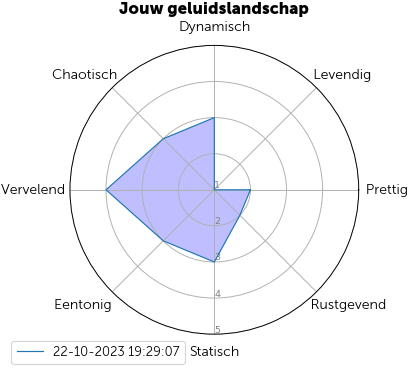 Jouw geluidslandschap
Dynamisch
Chaotisch
Levendig
Vervelend
1
Prettig
2
3
Eentonig
4
Rustgevend
5
22-10-2023 19:29:07
Statisch